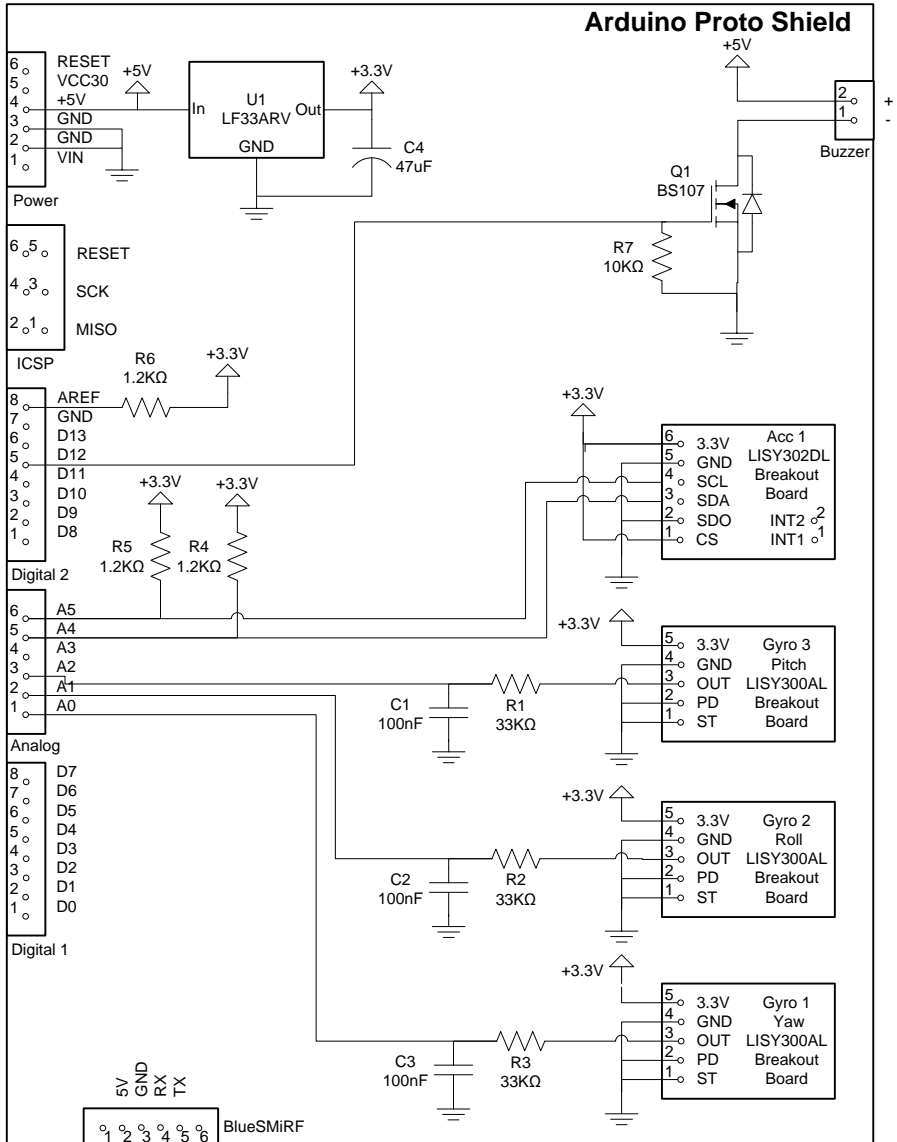 Arduino Proto Shield
6 RESET
5 VCC30
4 +5V
3 GND
2 GND
1 VIN
Power
+5V
In U1 Out
LF33ARV
GND
+3.3V
C4
47uF
+5V
2 +
1 -
Buzzer
Q1
BS107
R7
10KΩ
6 5 RESET
4 3 SCK
2 1 MISO
ICSP
R6
1.2KΩ
+3.3V
8 AREF
7 GND
6 D13
5 D12
4 D11
3 D10
2 D9
1 D8
Digital 2
+3.3V
+3.3V
R5
1.2KΩ
R4
1.2KΩ
+3.3V
6 3.3V Acc 1
5 GND LISY302DL
4 SCL Breakout
3 SDA Board
2 SDO INT2 2
1 CS INT1 1
6 A5
5 A4
4 A3
3 A2
2 A1
1 A0
Analog
+3.3V
5 3.3V Gyro 3
4 GND Pitch
3 OUT LISY300AL
2 PD Breakout
1 ST Board
C1
100nF
R1
33KΩ
8 D7
7 D6
6 D5
5 D4
4 D3
3 D2
2 D1
1 D0
Digital 1
+3.3V
5 3.3V Gyro 2
4 GND Roll
3 OUT LISY300AL
2 PD Breakout
1 ST Board
C2
100nF
R2
33KΩ
+3.3V
5 3.3V Gyro 1
4 GND Yaw
3 OUT LISY300AL
2 PD Breakout
1 ST Board
C3
100nF
R3
33KΩ
5V
GND
RX
TX
1 2 3 4 5 6 BlueSMiRF